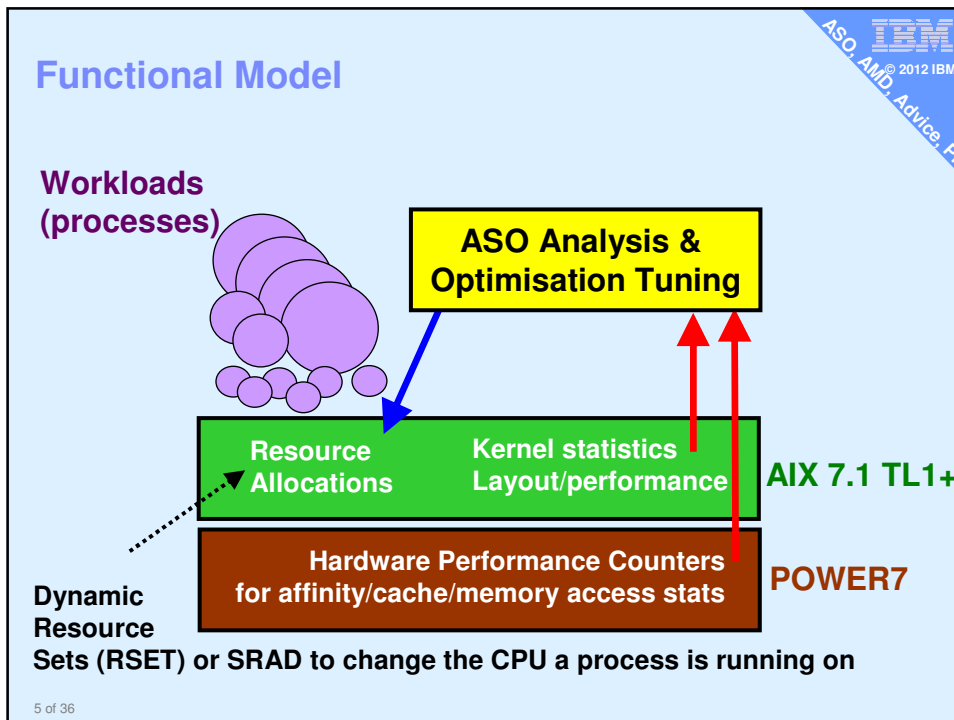 Functional Model
IBM
© 2012 IBM
ASO, AMD, Advice,
Workloads
(processes)
ASO Analysis &
Optimisation Tuning
Resource
Allocations
Kernel statistics
Layout/performance
AIX 7.1 TL1+
Hardware Performance Counters
for affinity/cache/memory access stats
POWER7
Dynamic
Resource
Sets (RSET) or SRAD to change the CPU a process is running on
5 of 36